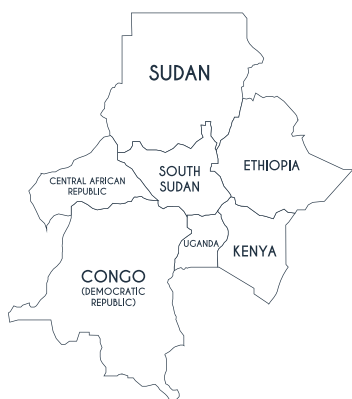 SUDAN
ETHIOPIA
SOUTH
SUDAN
CENTRAL AFRICAN
REPUBLIC
UGANDA
KENYA
CONGO
(DEMOCRATIC
REPUBLIC)